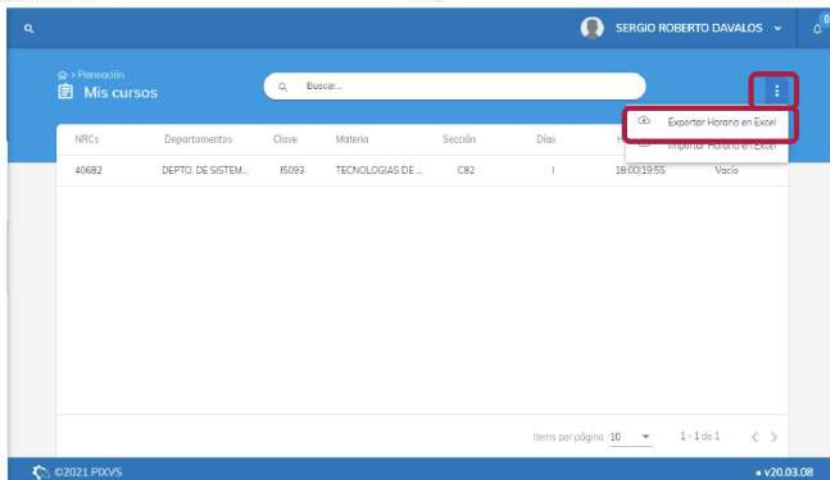 SERGIO ROBERTO DAVALOS
0
> Planeación
Mis cursos
Buscar...
Exportar Horario en Excel
Importar Horario en Excel
NRCs Departamentos Clave Materia Sección Días
40682 DEPTO. DE SISTEM... I5093 TECNOLOGIAS DE ... C82 I 18:00|19:55 Vacio
Items por página 10 1 - 1 de 1
©2021 PIXVS
v20.03.08